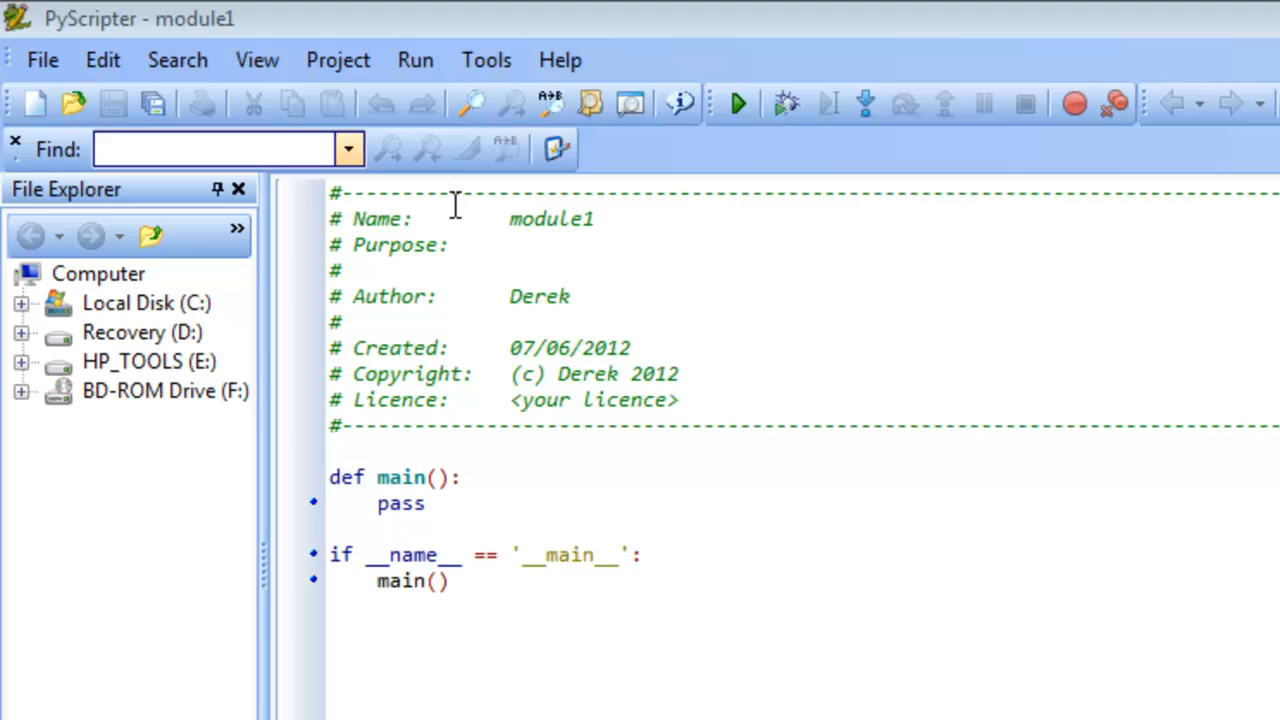 PyScripter - module1
File Edit Search View Project Run Tools Help
Find:
File Explorer
Computer
Local Disk (C:)
Recovery (D:)
HP_TOOLS (E:)
BD-ROM Drive (F:)
#-------------------------------------------------------------------------------
# Name:        module1
# Purpose:
#
# Author:      Derek
#
# Created:     07/06/2012
# Copyright:   (c) Derek 2012
# Licence:     <your licence>
#-------------------------------------------------------------------------------
def main():
    pass
if __name__ == '__main__':
    main()